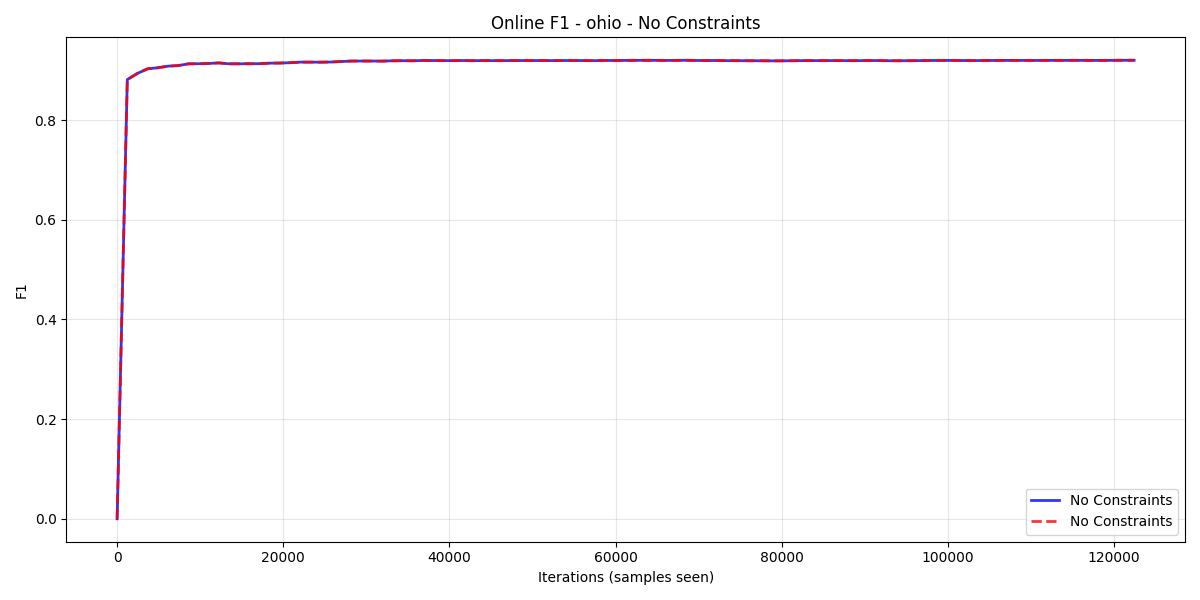 Online F1 - ohio - No Constraints
F1
0.8
0.6
0.4
0.2
0.0
0 20000 40000 60000 80000 100000 120000
Iterations (samples seen)
No Constraints
No Constraints